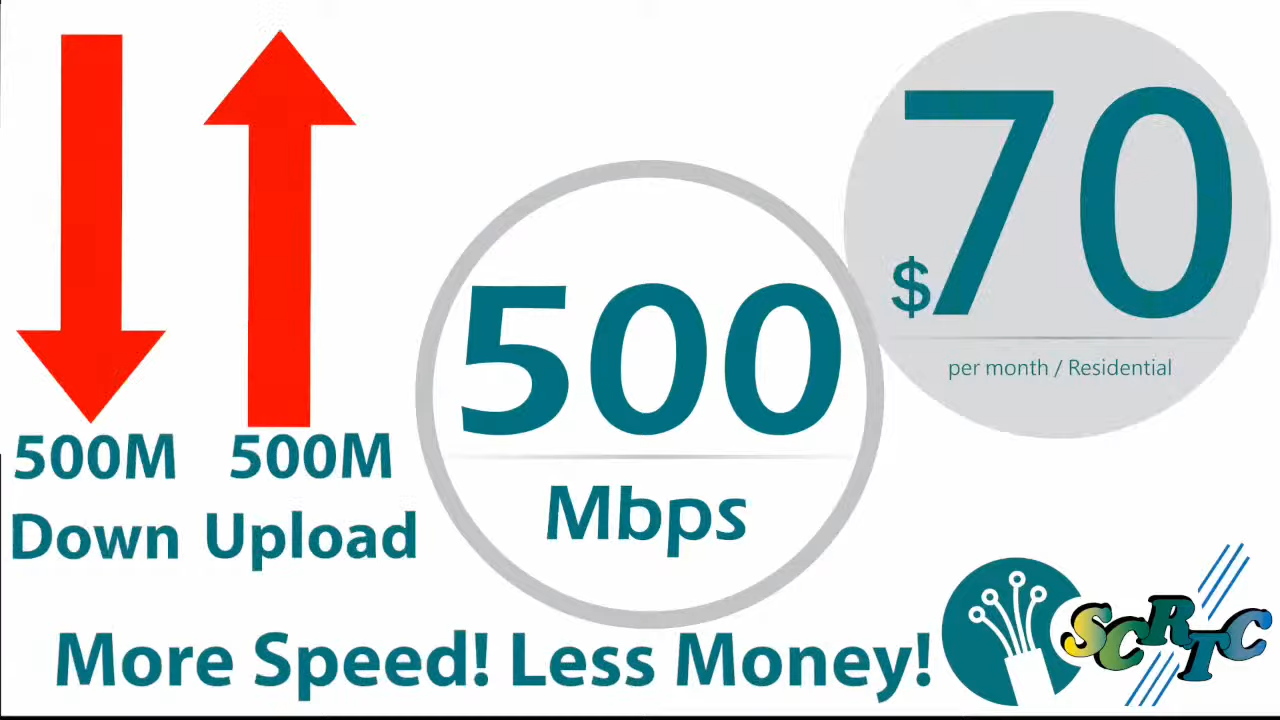 $70
per month / Residential
500
Mbps
500M 500M
Down Upload
More Speed! Less Money!
SCRTC